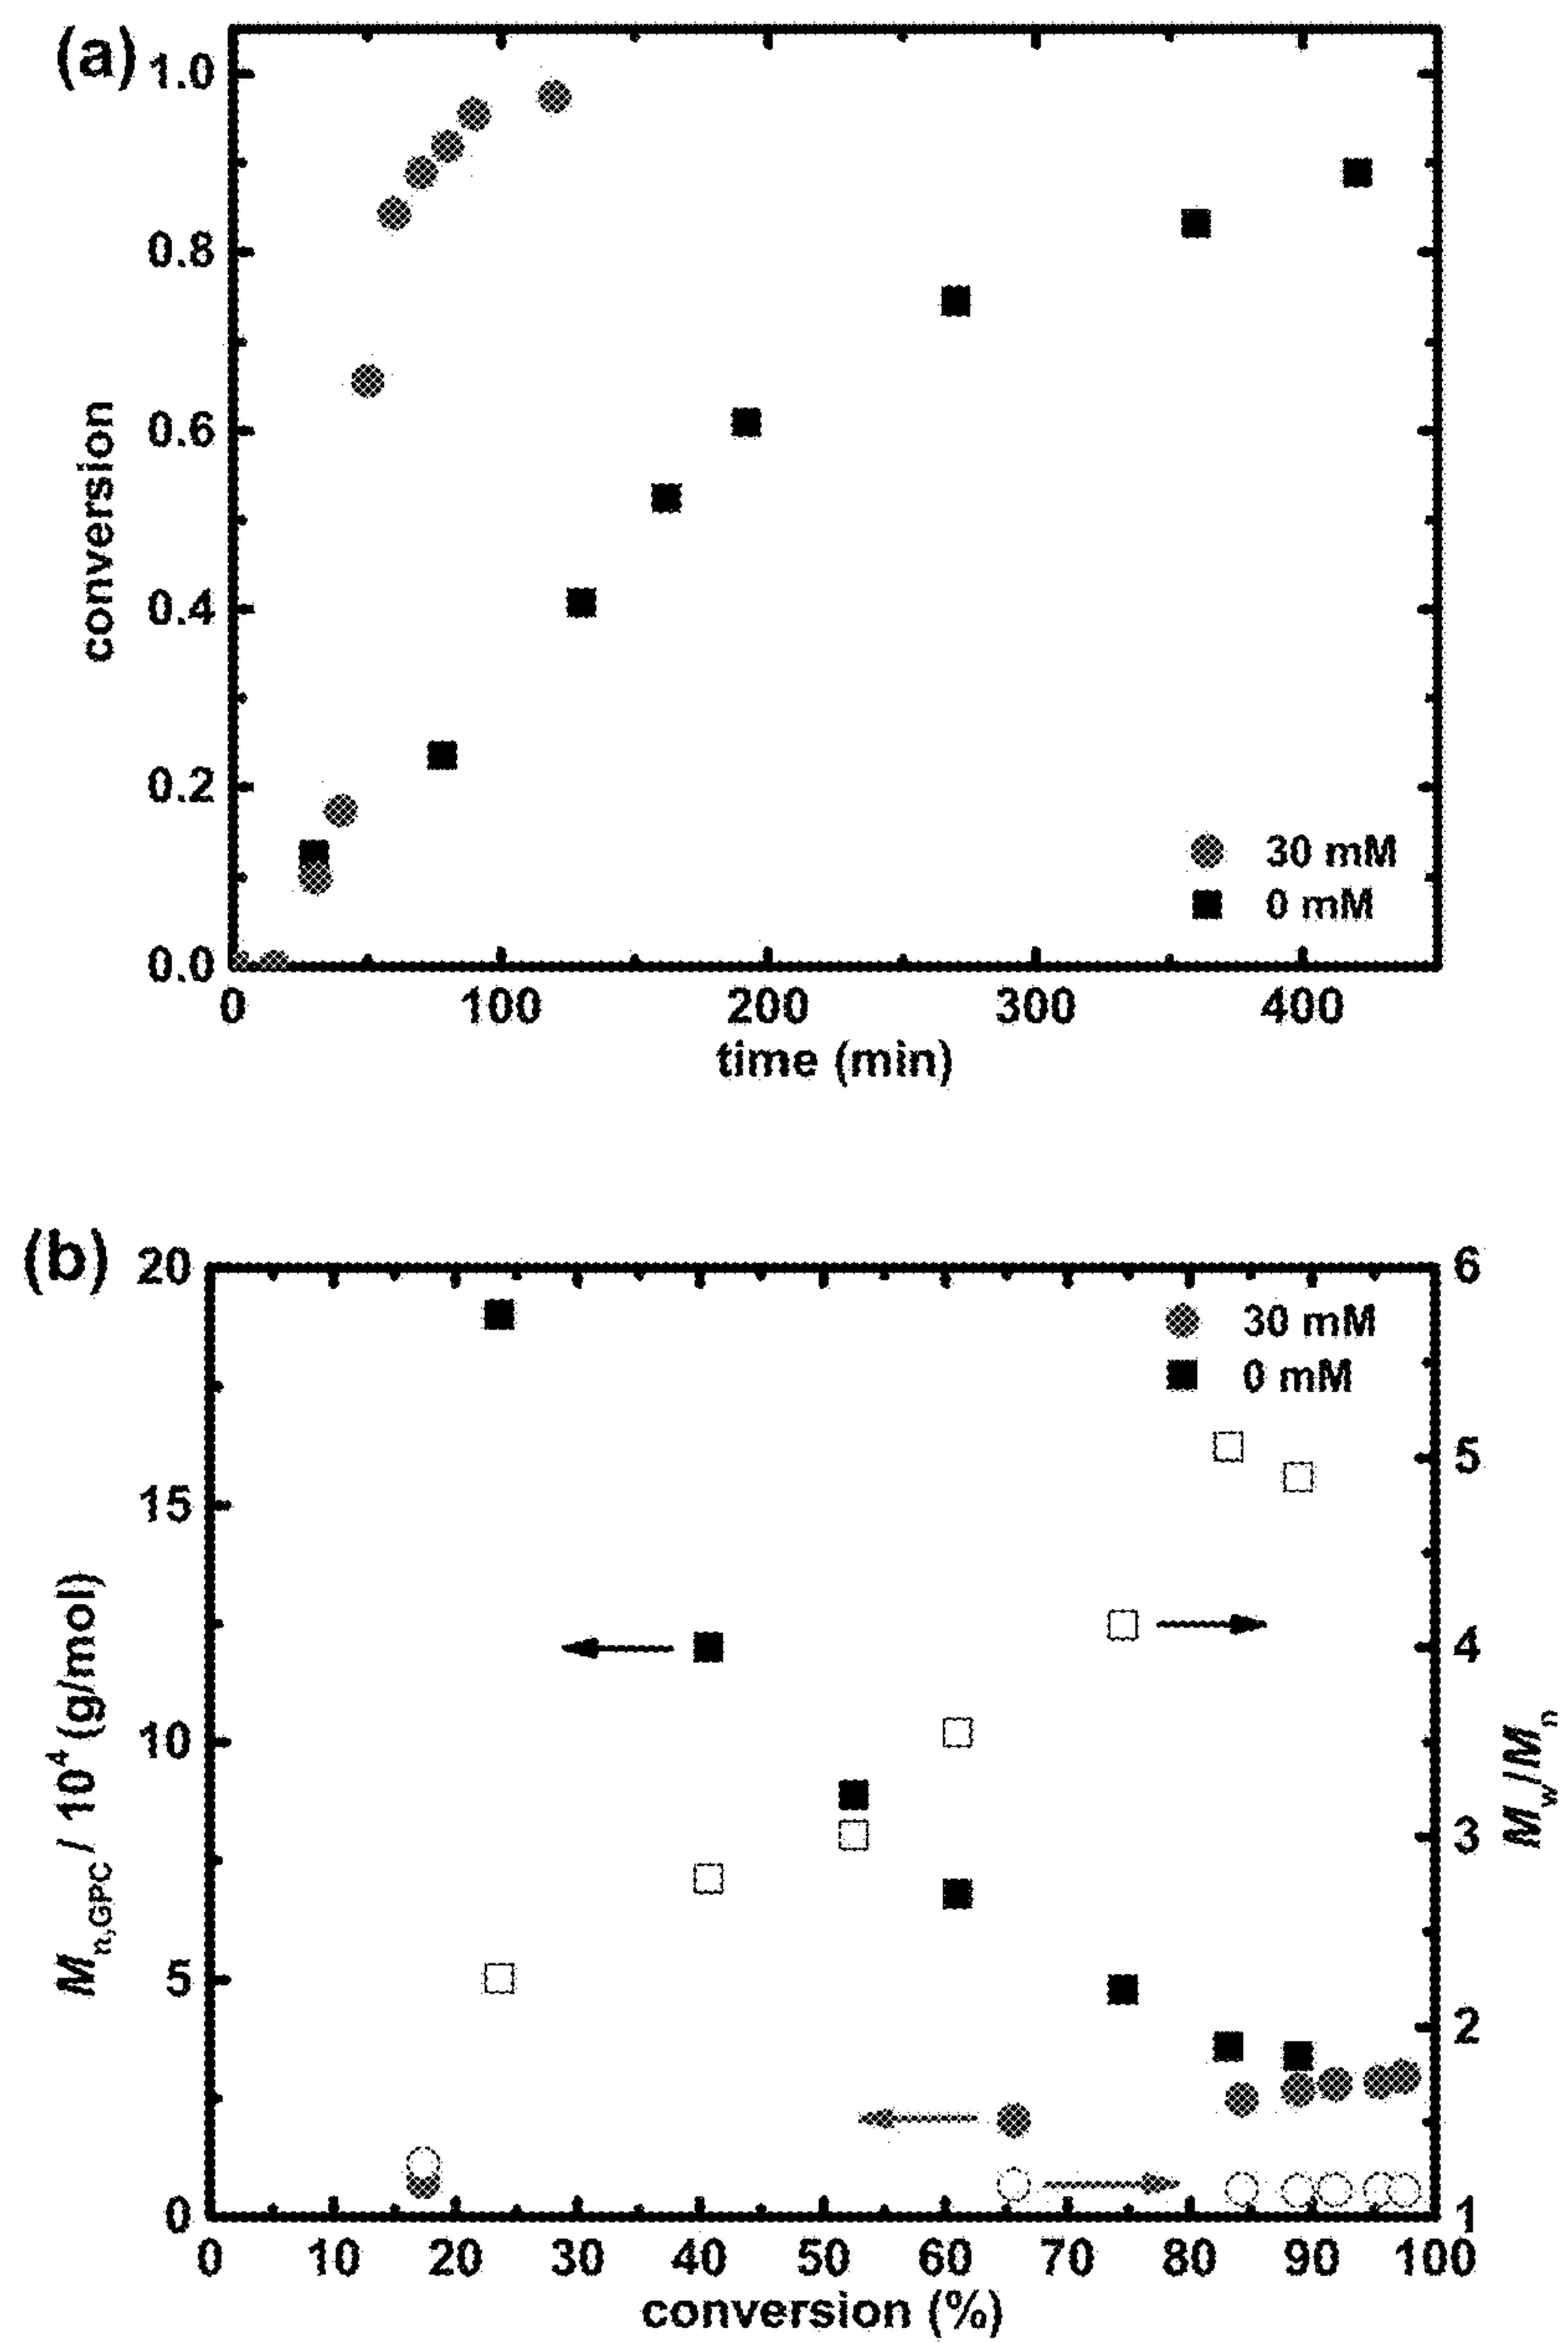 (a)
1.0
0.8
0.6
0.4
0.2
0.0
conversion
30 mM
0 mM
0 100 200 300 400
time (min)
(b)
20
15
10
5
0
M n,GPC / 10 4 (g/mol)
30 mM
0 mM
6
5
4
3
2
1
M w / M n
0 10 20 30 40 50 60 70 80 90 100
conversion (%)